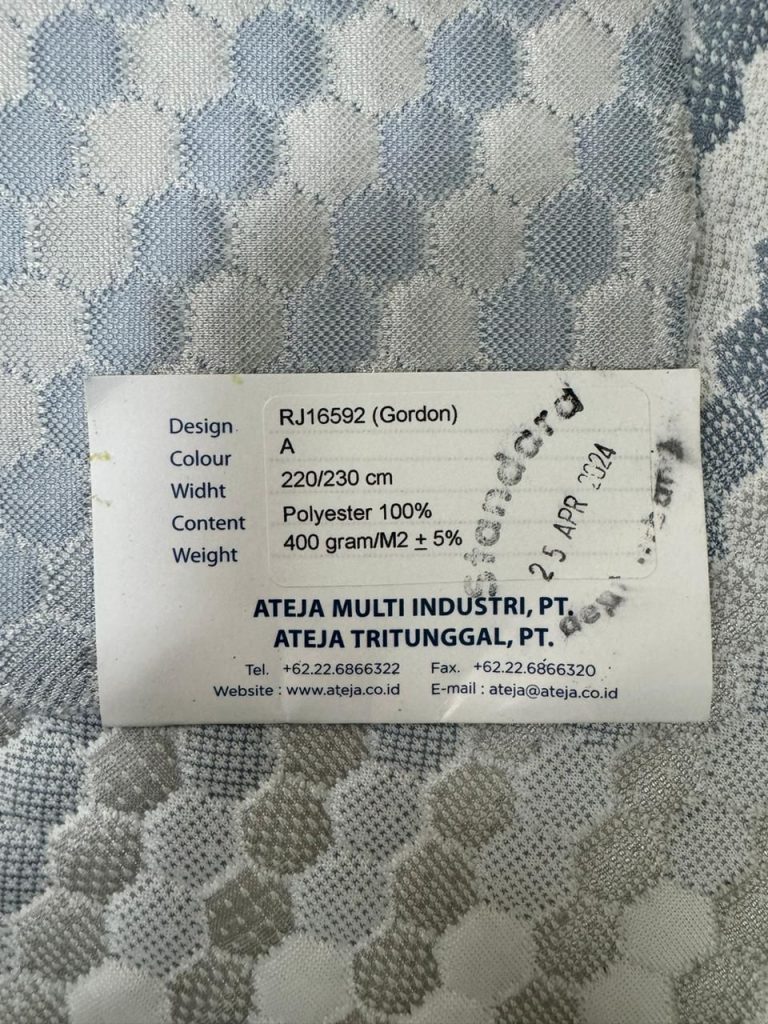 Design RJ16592 (Gordon)
Colour A
Widht 220/230 cm
Content Polyester 100%
Weight 400 gram/M2 ± 5%
Standard
25 APR 2024
ATEJA MULTI INDUSTRI, PT.
ATEJA TRITUNGGAL, PT.
Tel. +62.22.6866322 Fax. +62.22.6866320
Website : www.ateja.co.id E-mail : ateja@ateja.co.id